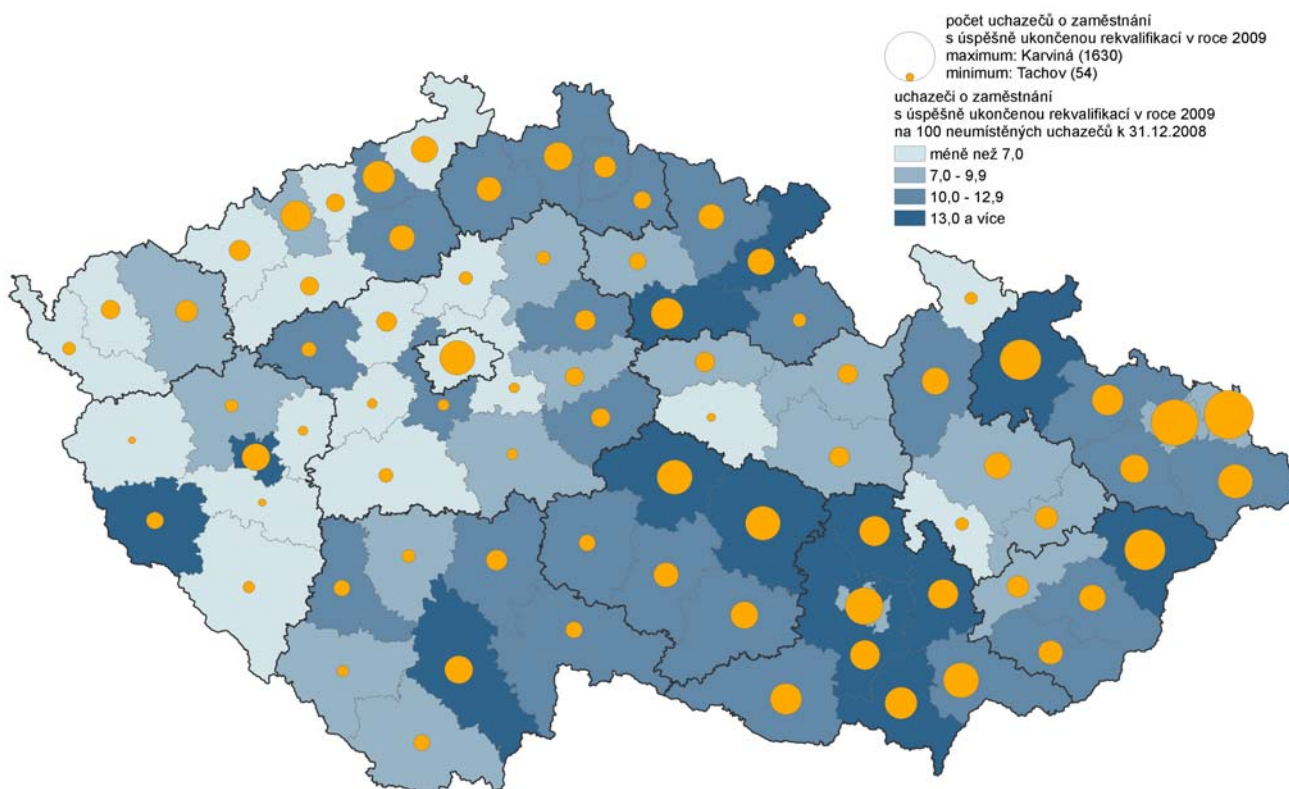 počet uchazečů o zaměstnání
s úspěšně ukončenou rekvalifikací v roce 2009
maximum: Karviná (1630)
minimum: Tachov (54)
uchazeči o zaměstnání
s úspěšně ukončenou rekvalifikací v roce 2009
na 100 neumístěných uchazečů k 31.12.2008
méně než 7,0
7,0 - 9,9
10,0 - 12,9
13,0 a více